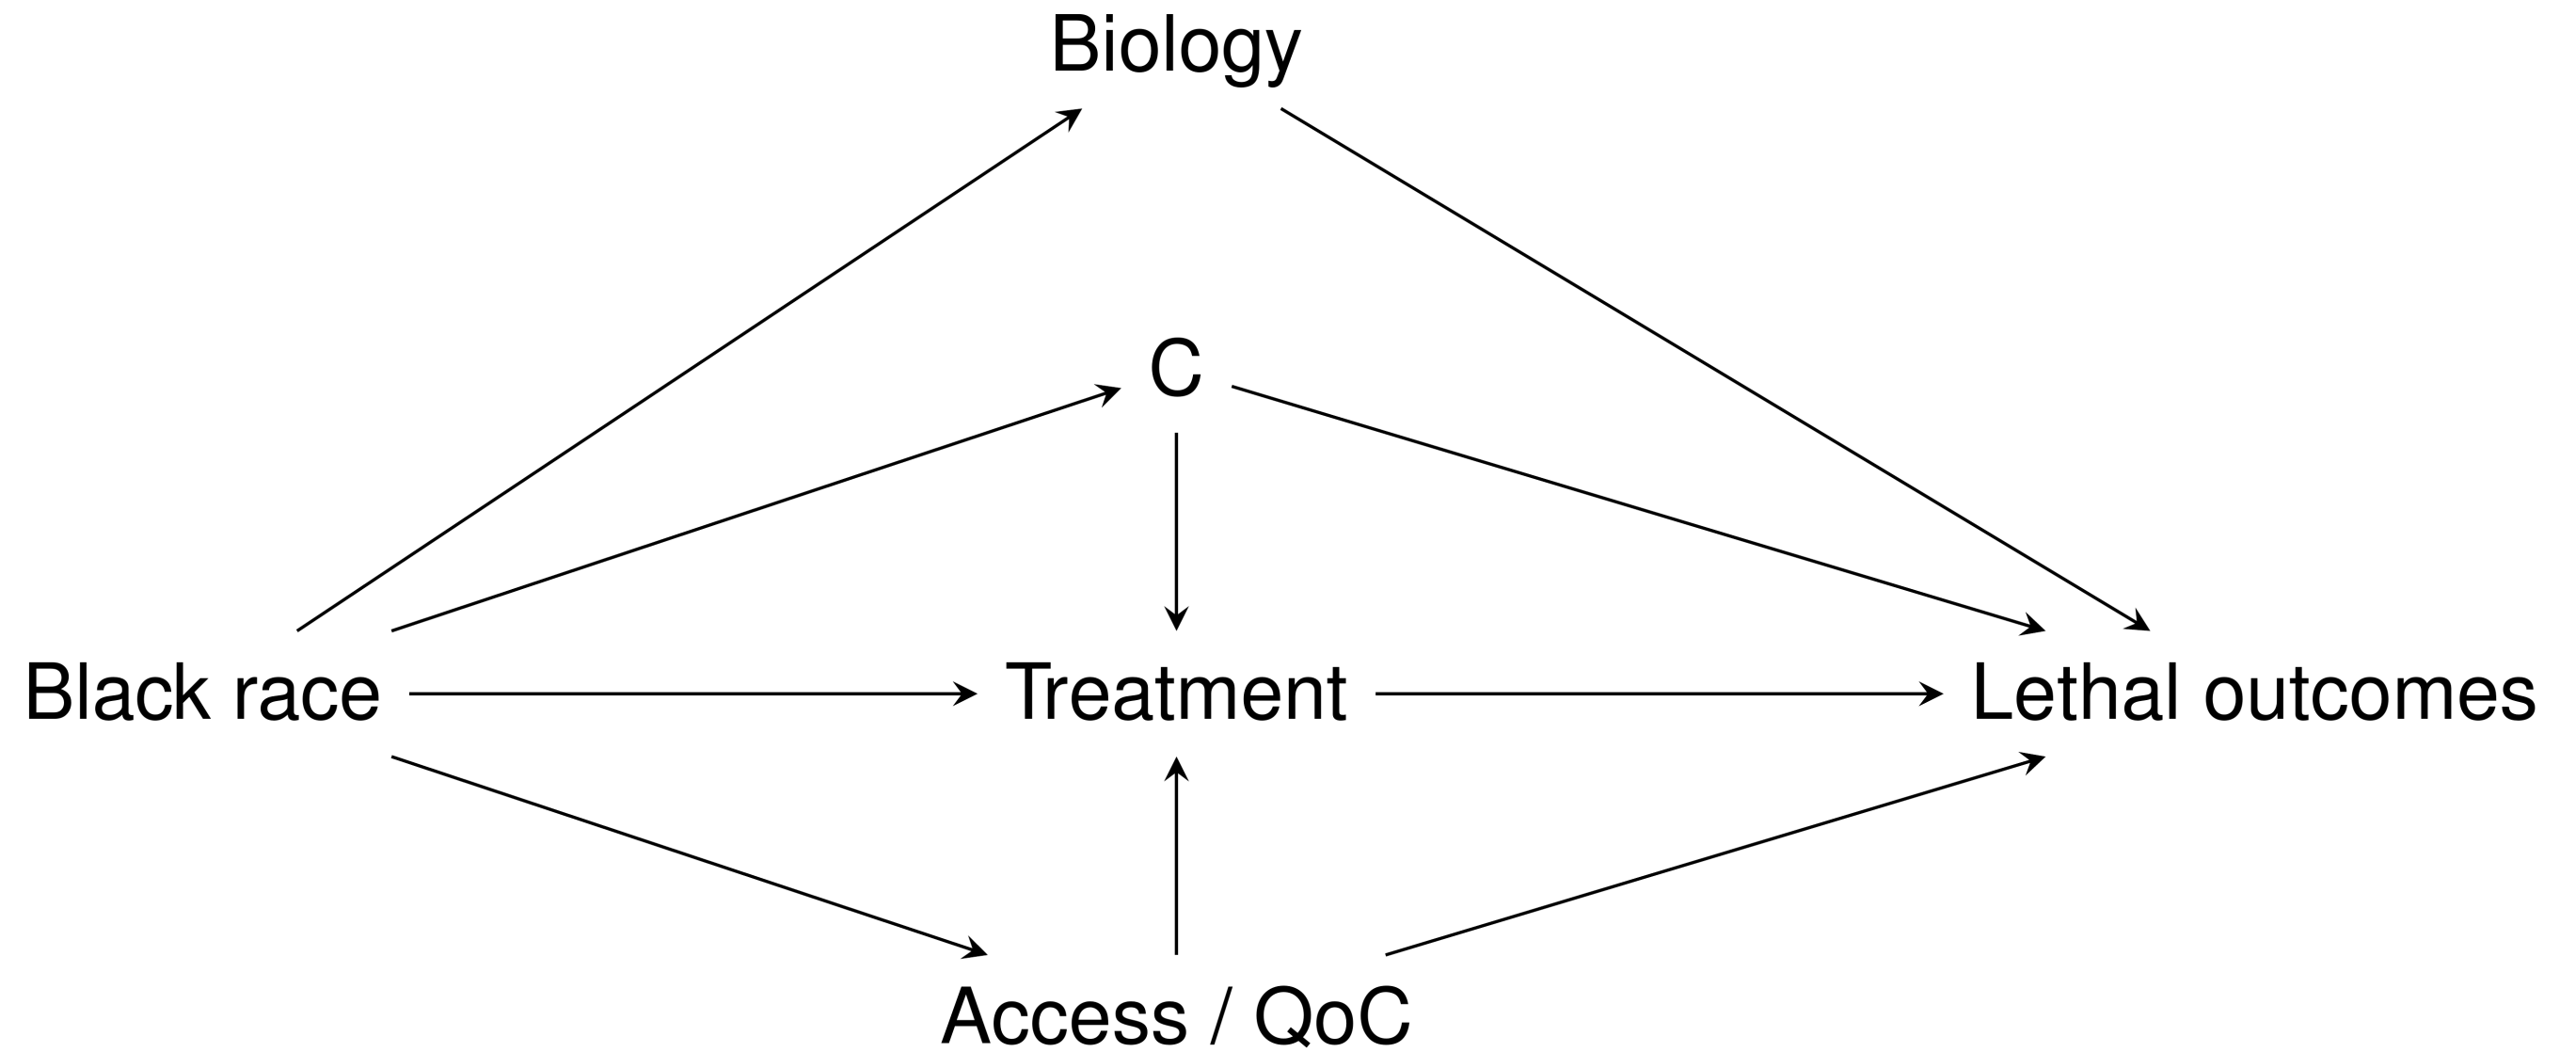 Biology
C
Black race
Treatment
Lethal outcomes
Access / QoC